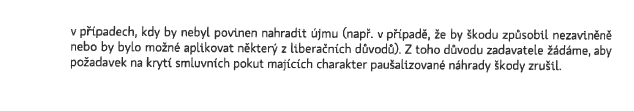 v případech, kdy by nebyl povinen nahradit újmu (např. v případě, že by škodu způsobil nezaviněně
nebo by bylo možné aplikovat některý z liberačních důvodů). Z toho důvodu zadavatele žádáme, aby
požadavek na krytí smluvních pokut majících charakter paušalizované náhrady škody zrušil.